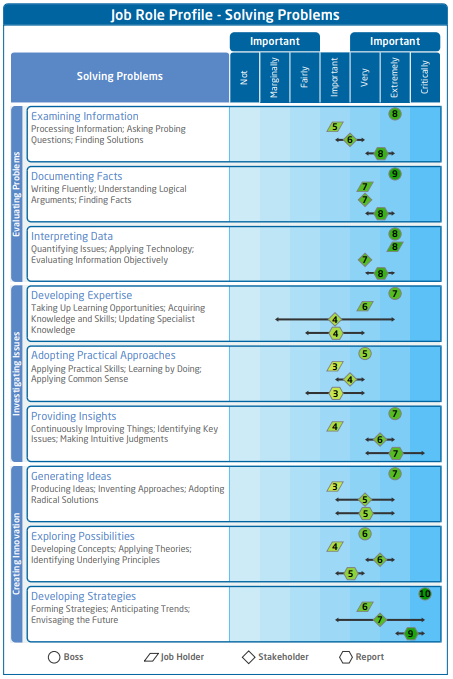 Job Role Profile - Solving Problems
Important
Important
Solving Problems
Not
Marginally
Fairly
Important
Very
Extremely
Critically
Evaluating Problems
Examining Information
Processing Information; Asking Probing
Questions; Finding Solutions
8
5
6
8
Documenting Facts
Writing Fluently; Understanding Logical
Arguments; Finding Facts
9
7
7
8
Interpreting Data
Quantifying Issues; Applying Technology;
Evaluating Information Objectively
8
8
7
8
Investigating Issues
Developing Expertise
Taking Up Learning Opportunities; Acquiring
Knowledge and Skills; Updating Specialist
Knowledge
7
6
4
4
Adopting Practical Approaches
Applying Practical Skills; Learning by Doing;
Applying Common Sense
5
3
4
3
Providing Insights
Continuously Improving Things; Identifying Key
Issues; Making Intuitive Judgments
7
4
6
7
Creating Innovation
Generating Ideas
Producing Ideas; Inventing Approaches; Adopting
Radical Solutions
7
3
5
5
Exploring Possibilities
Developing Concepts; Applying Theories;
Identifying Underlying Principles
6
4
6
5
Developing Strategies
Forming Strategies; Anticipating Trends;
Envisaging the Future
10
6
7
9
Boss
Job Holder
Stakeholder
Report